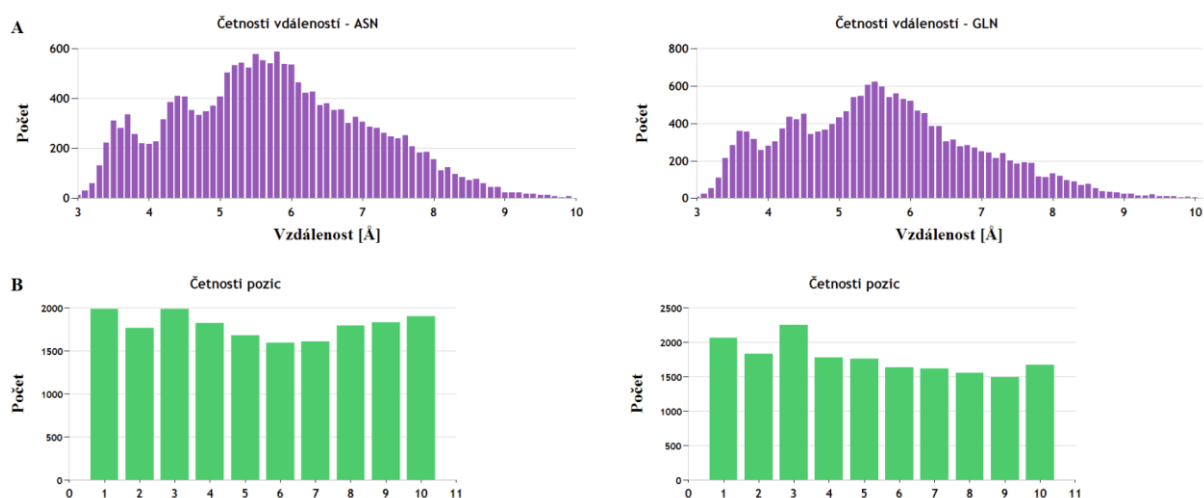 A
Četnosti vzdáleností - ASN
Počet
600
400
200
0
3 4 5 6 7 8 9 10
Vzdálenost [Å]
Četnosti vzdáleností - GLN
Počet
800
600
400
200
0
3 4 5 6 7 8 9 10
Vzdálenost [Å]
B
Četnosti pozic
Počet
2000
1500
1000
500
0
0 1 2 3 4 5 6 7 8 9 10 11
Četnosti pozic
Počet
2500
2000
1500
1000
500
0
0 1 2 3 4 5 6 7 8 9 10 11